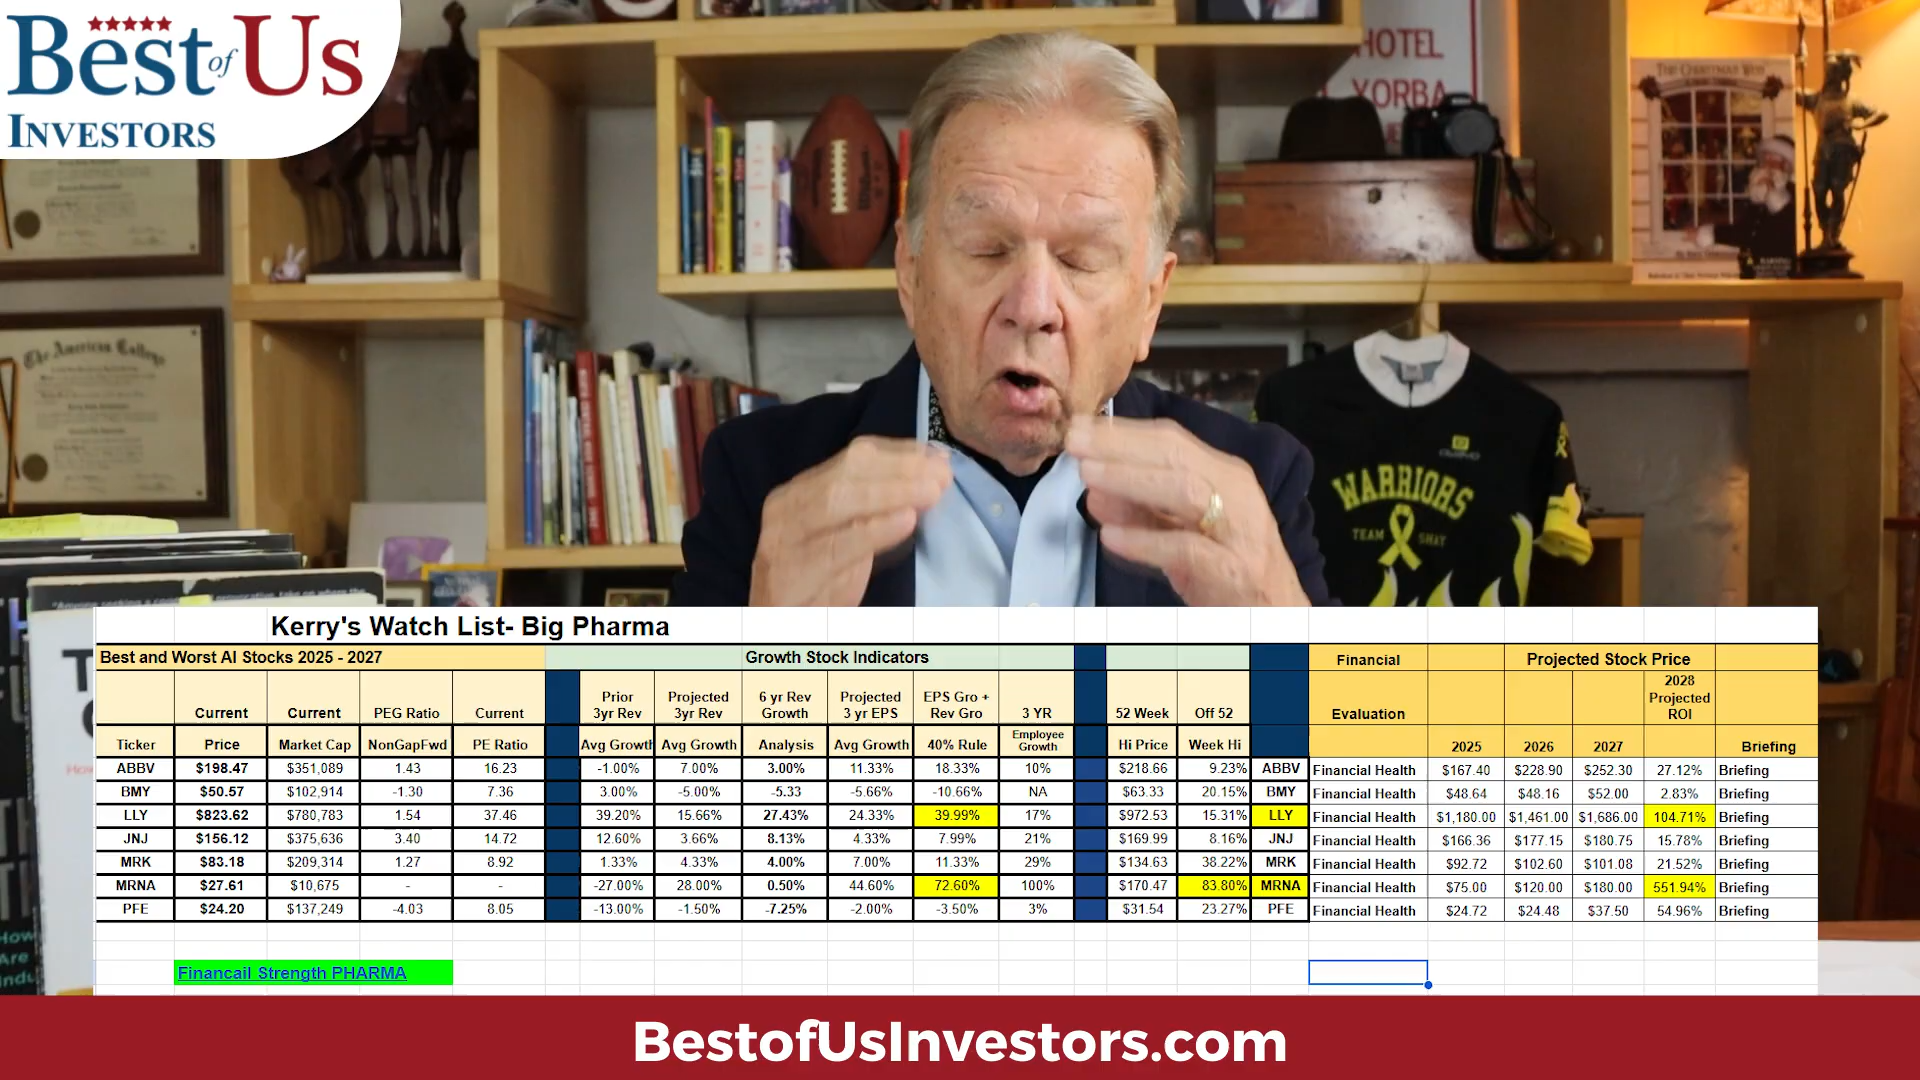 Best of Us
INVESTORS
HOTEL
YORBA
The American College
WARRIORS
TEAM SHAY
Kerry's Watch List- Big Pharma
Best and Worst AI Stocks 2025 - 2027 Growth Stock Indicators Financial Projected Stock Price
Current Current PEG Ratio Current Prior 3yr Rev Projected 3yr Rev 6 yr Rev Growth Projected 3 yr EPS EPS Gro + Rev Gro 3 YR 52 Week Off 52 Evaluation 2028 Projected ROI
Ticker Price Market Cap NonGapFwd PE Ratio Avg Growth Avg Growth Analysis Avg Growth 40% Rule Employee Growth Hi Price Week Hi 2025 2026 2027 Briefing
ABBV $198.47 $351,089 1.43 16.23 -1.00% 7.00% 3.00% 11.33% 18.33% 10% $218.66 9.23% ABBV Financial Health $167.40 $228.90 $252.30 27.12% Briefing
BMY $50.57 $102,914 -1.30 7.36 3.00% -5.00% -5.33 -5.66% -10.66% NA $63.33 20.15% BMY Financial Health $48.64 $48.16 $52.00 2.83% Briefing
LLY $823.62 $780,783 1.54 37.46 39.20% 15.66% 27.43% 24.33% 39.99% 17% $972.53 15.31% LLY Financial Health $1,180.00 $1,461.00 $1,686.00 104.71% Briefing
JNJ $156.12 $375,636 3.40 14.72 12.60% 3.66% 8.13% 4.33% 7.99% 21% $169.99 8.16% JNJ Financial Health $166.36 $177.15 $180.75 15.78% Briefing
MRK $83.18 $209,314 1.27 8.92 1.33% 4.33% 4.00% 7.00% 11.33% 29% $134.63 38.22% MRK Financial Health $92.72 $102.60 $101.08 21.52% Briefing
MRNA $27.61 $10,675 - - -27.00% 28.00% 0.50% 44.60% 72.60% 100% $170.47 83.80% MRNA Financial Health $75.00 $120.00 $180.00 551.94% Briefing
PFE $24.20 $137,249 -4.03 8.05 -13.00% -1.50% -7.25% -2.00% -3.50% 3% $31.54 23.27% PFE Financial Health $24.72 $24.48 $37.50 54.96% Briefing
Financail Strength PHARMA
BestofUsInvestors.com